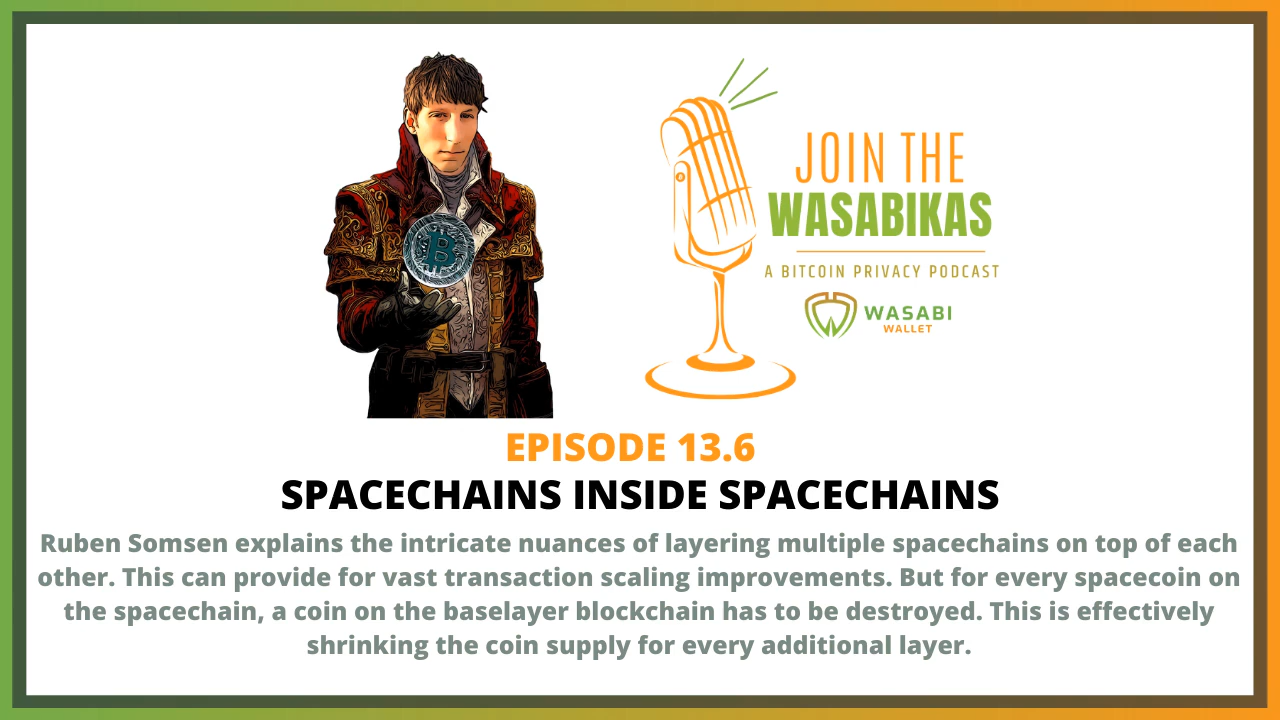 JOIN THE
WASABIKAS
A BITCOIN PRIVACY PODCAST
WASABI
WALLET
EPISODE 13.6
SPACECHAINS INSIDE SPACECHAINS
Ruben Somsen explains the intricate nuances of layering multiple spacechains on top of each
other. This can provide for vast transaction scaling improvements. But for every spacecoin on
the spacechain, a coin on the baselayer blockchain has to be destroyed. This is effectively
shrinking the coin supply for every additional layer.